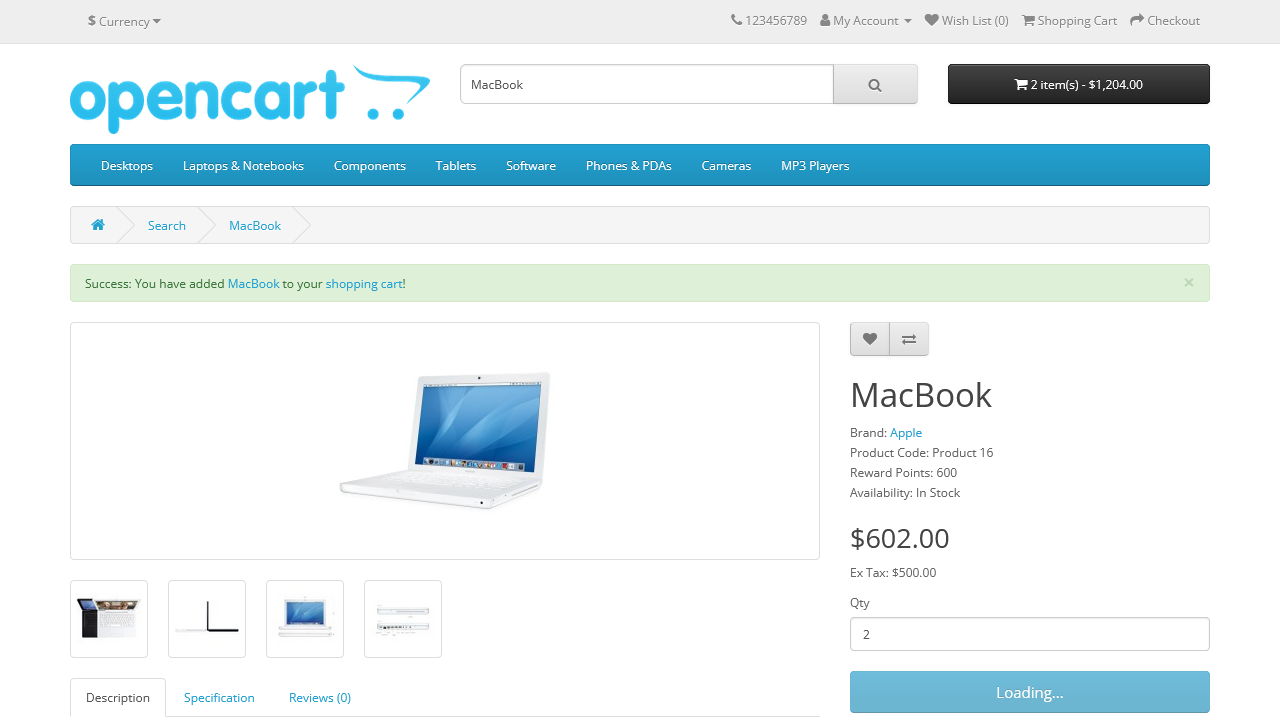 $ Currency
123456789 My Account Wish List (0) Shopping Cart Checkout
opencart
MacBook
2 item(s) - $1,204.00
Desktops Laptops & Notebooks Components Tablets Software Phones & PDAs Cameras MP3 Players
Search MacBook
Success: You have added MacBook to your shopping cart!
×
MacBook
Brand: Apple
Product Code: Product 16
Reward Points: 600
Availability: In Stock
$602.00
Ex Tax: $500.00
Qty
2
Loading...
Description Specification Reviews (0)